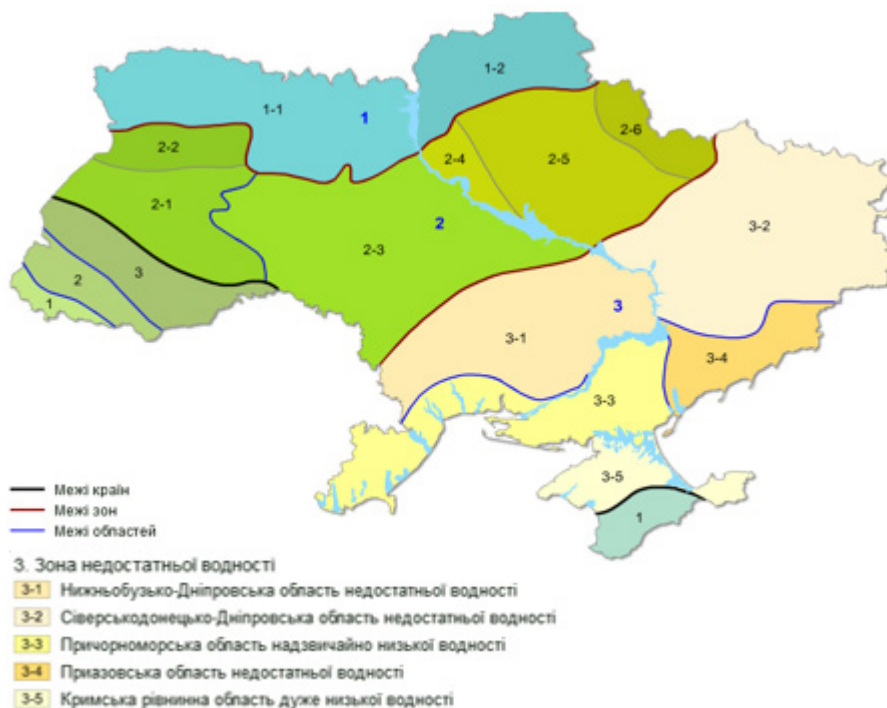 1-2
1-1
1
2-2
2-6
2-4
2-5
2-1
2
2-3
3-2
3
2
1
3
3-1
3-4
3-3
3-5
1
Межі країн
Межі зон
Межі областей
3. Зона недостатньої водності
3-1 Нижньобузько-Дніпровська область недостатньої водності
3-2 Сіверськодонецько-Дніпровська область недостатньої водності
3-3 Причорноморська область надзвичайно низької водності
3-4 Приазовська область недостатньої водності
3-5 Кримська рівнинна область дуже низької водності